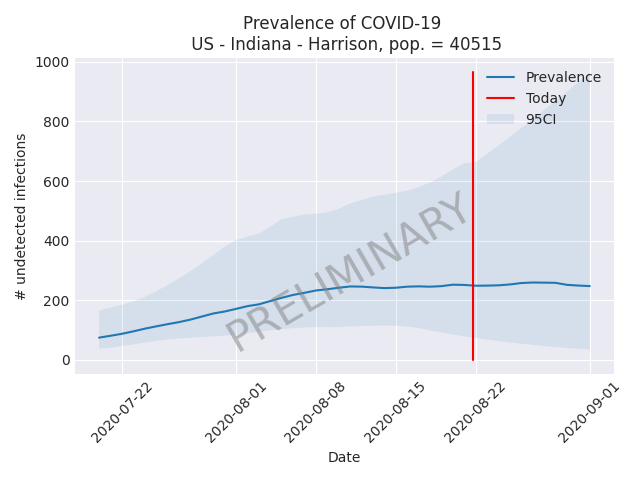 Prevalence of COVID-19
US - Indiana - Harrison, pop. = 40515
1000
800
600
400
200
0
# undetected infections
Prevalence
Today
95CI
PRELIMINARY
2020-07-22
2020-08-01
2020-08-08
2020-08-15
2020-08-22
2020-09-01
Date